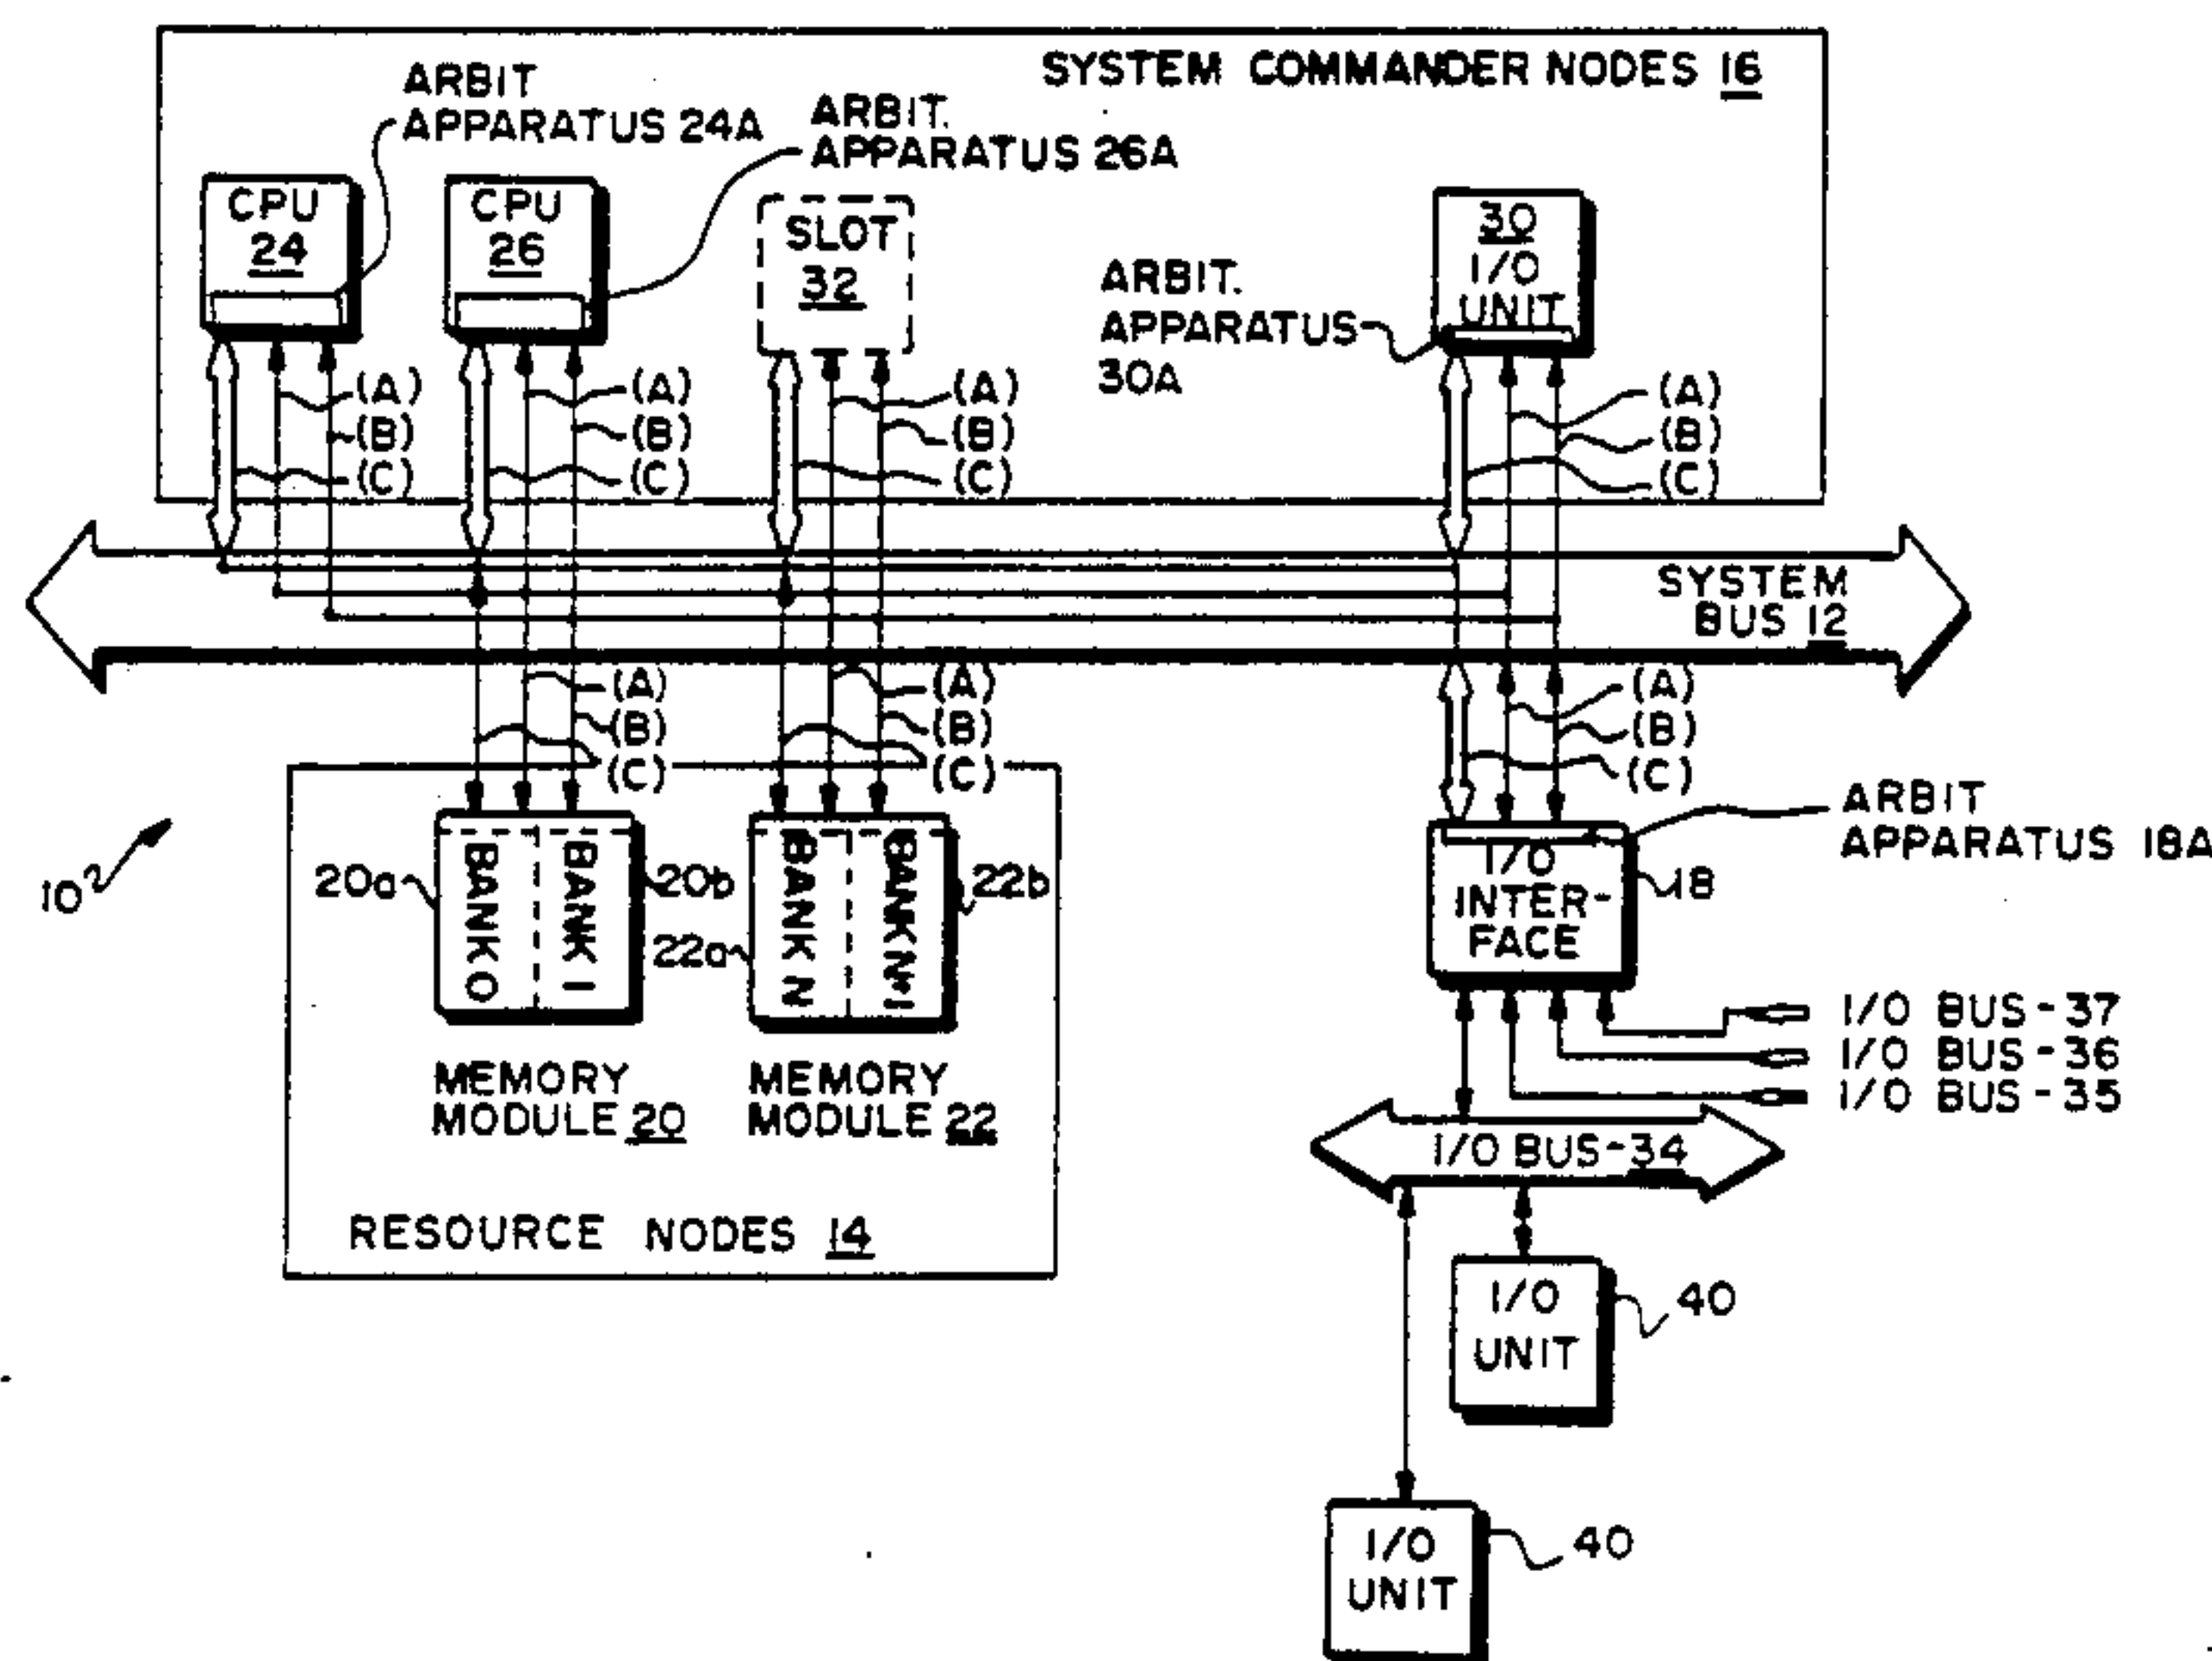 SYSTEM COMMANDER NODES 16
ARBIT
APPARATUS 24A
ARBIT.
APPARATUS 26A
CPU
24
CPU
26
SLOT
32
30
I/O
UNIT
ARBIT.
APPARATUS
30A
(A)
(B)
(C)
(A)
(B)
(C)
(A)
(B)
(C)
(A)
(B)
(C)
SYSTEM
BUS 12
(A)
(B)
(C)
(A)
(B)
(C)
(A)
(B)
(C)
10
20a
BANK 0
BANK 1
20b
22a
BANK N
BANK N+1
22b
MEMORY
MODULE 20
MEMORY
MODULE 22
RESOURCE NODES 14
ARBIT
APPARATUS 18A
I/O
INTER-
FACE
18
I/O BUS-37
I/O BUS-36
I/O BUS-35
I/O BUS-34
I/O
UNIT
40
I/O
UNIT
40